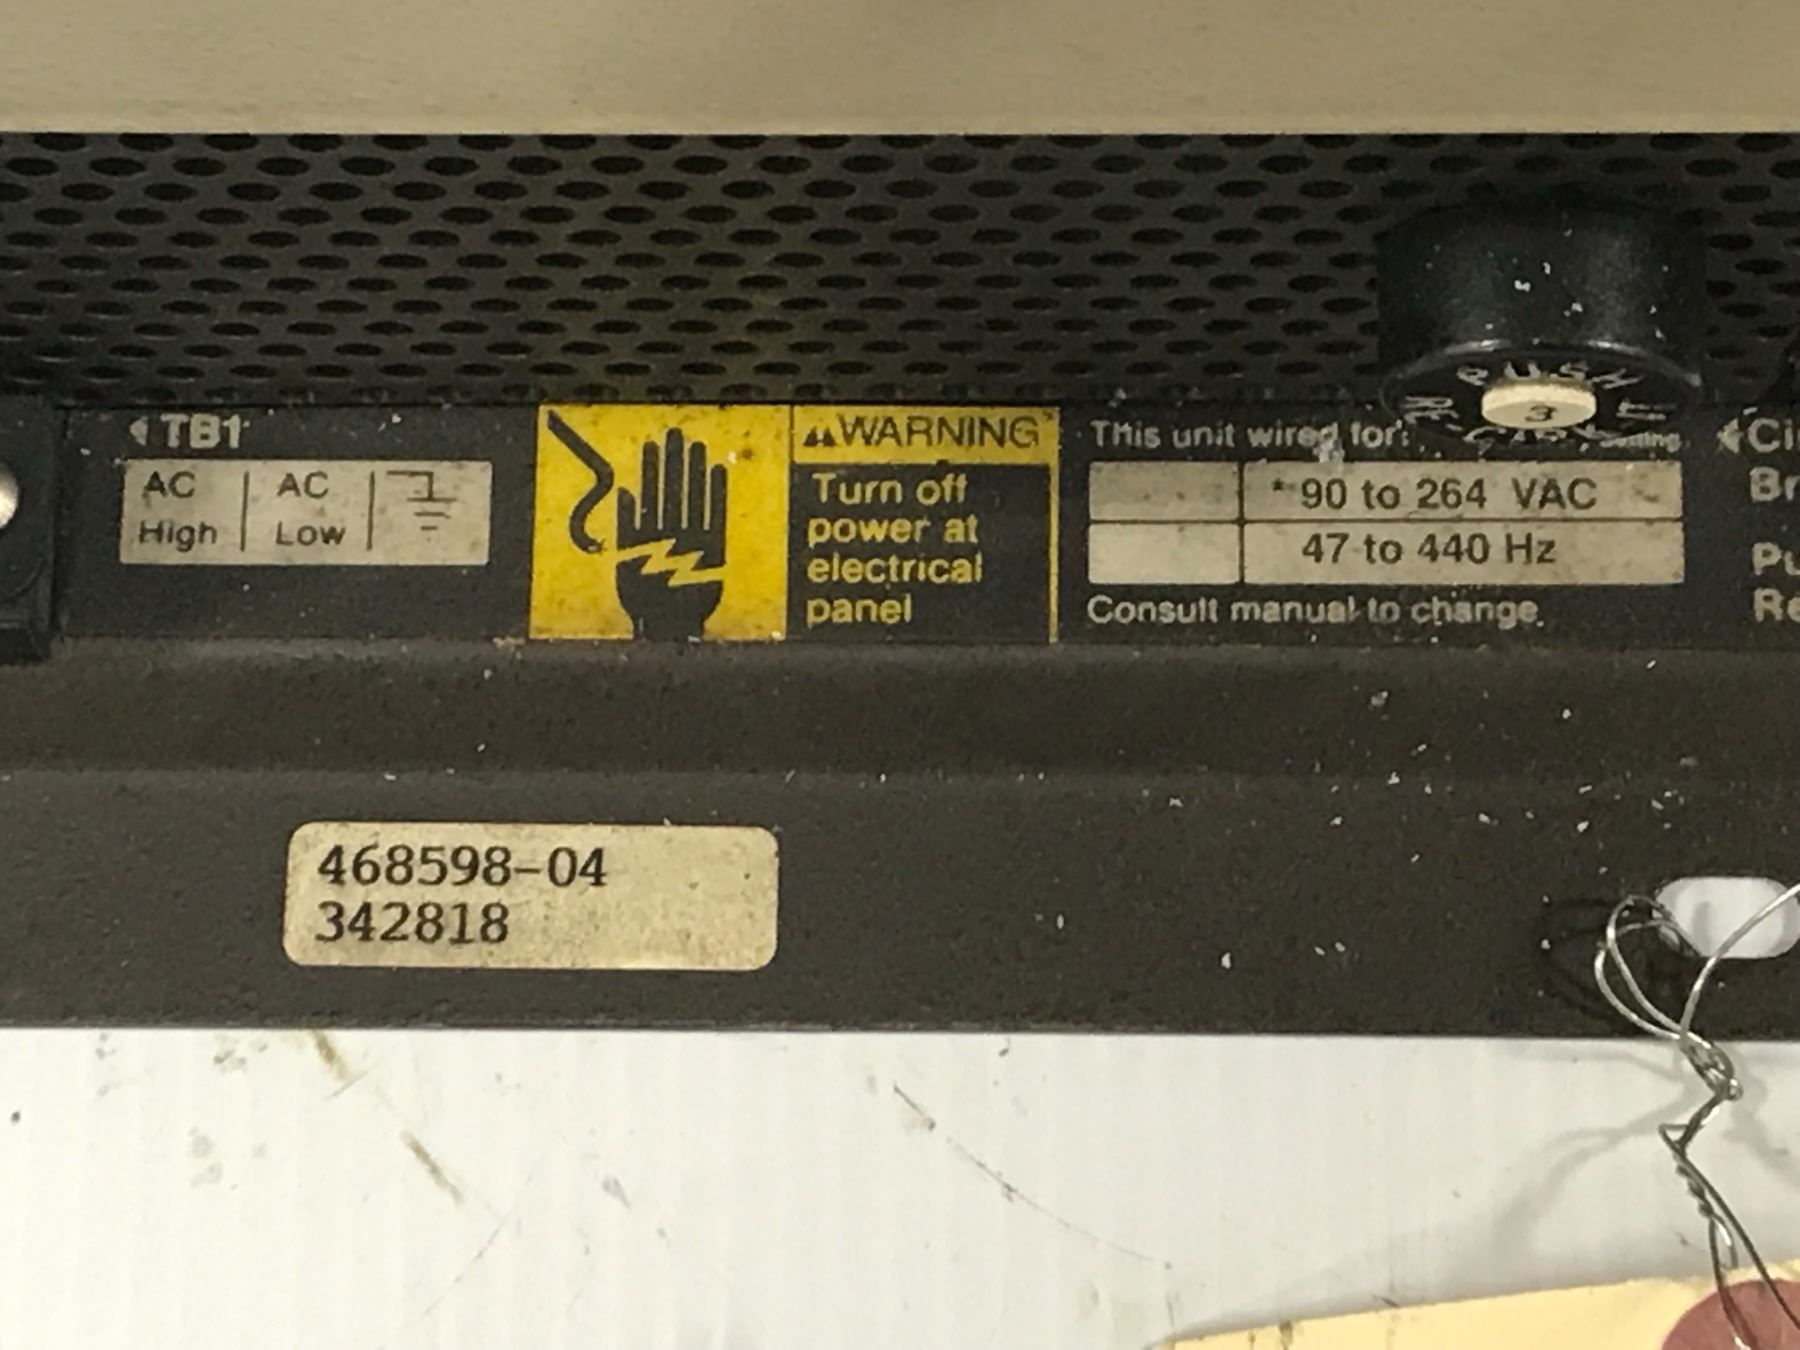 TB1
AC High
AC Low
WARNING
Turn off
power at
electrical
panel
PUSH
3
This unit wired for:
* 90 to 264 VAC
47 to 440 Hz
Consult manual to change.
468598-04
342818